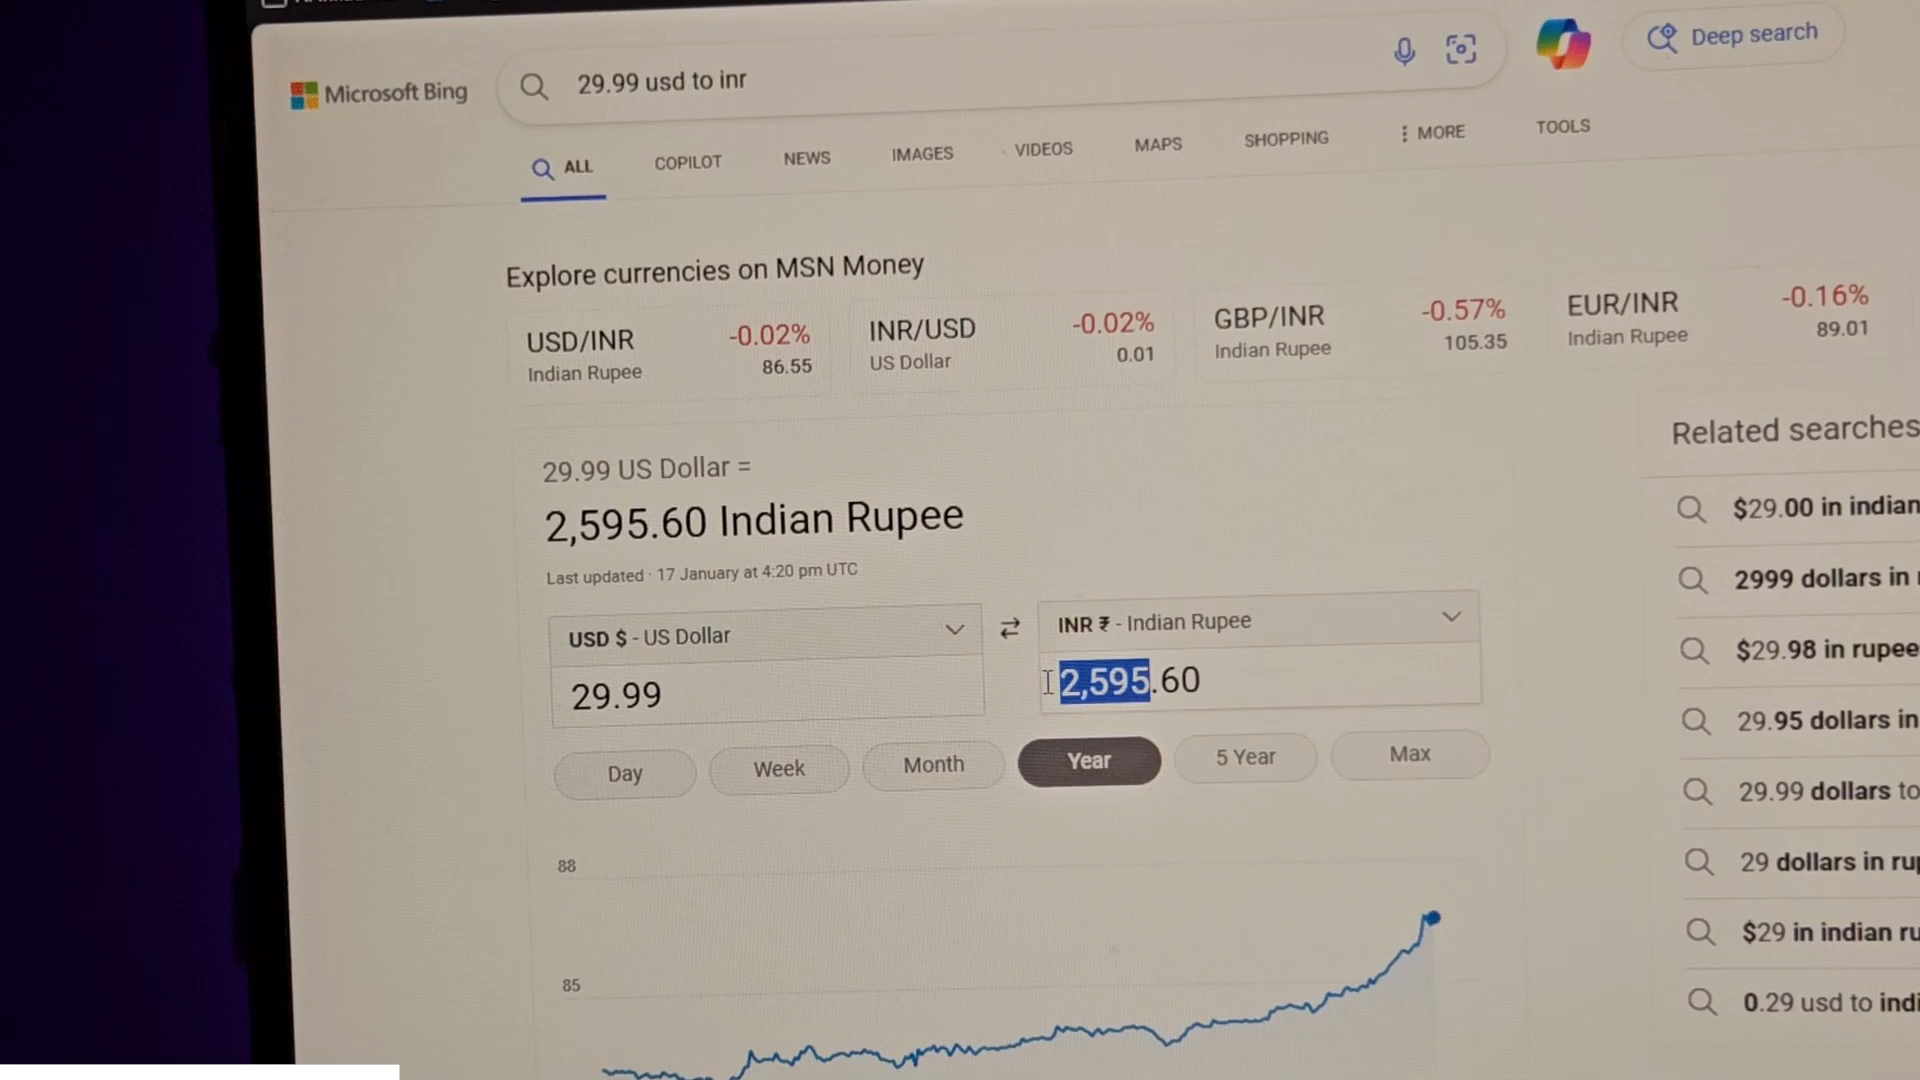 Microsoft Bing
29.99 usd to inr
Deep search
ALL
COPILOT
NEWS
IMAGES
VIDEOS
MAPS
SHOPPING
MORE
TOOLS
Explore currencies on MSN Money
USD/INR -0.02%
Indian Rupee 86.55
INR/USD -0.02%
US Dollar 0.01
GBP/INR -0.57%
Indian Rupee 105.35
EUR/INR -0.16%
Indian Rupee 89.01
29.99 US Dollar =
2,595.60 Indian Rupee
Last updated · 17 January at 4:20 pm UTC
USD $ - US Dollar
29.99
INR ₹ - Indian Rupee
2,595.60
Day
Week
Month
Year
5 Year
Max
88
85
Related searches
$29.00 in indian
2999 dollars in
$29.98 in rupee
29.95 dollars in
29.99 dollars to
29 dollars in ru
$29 in indian ru
0.29 usd to indi